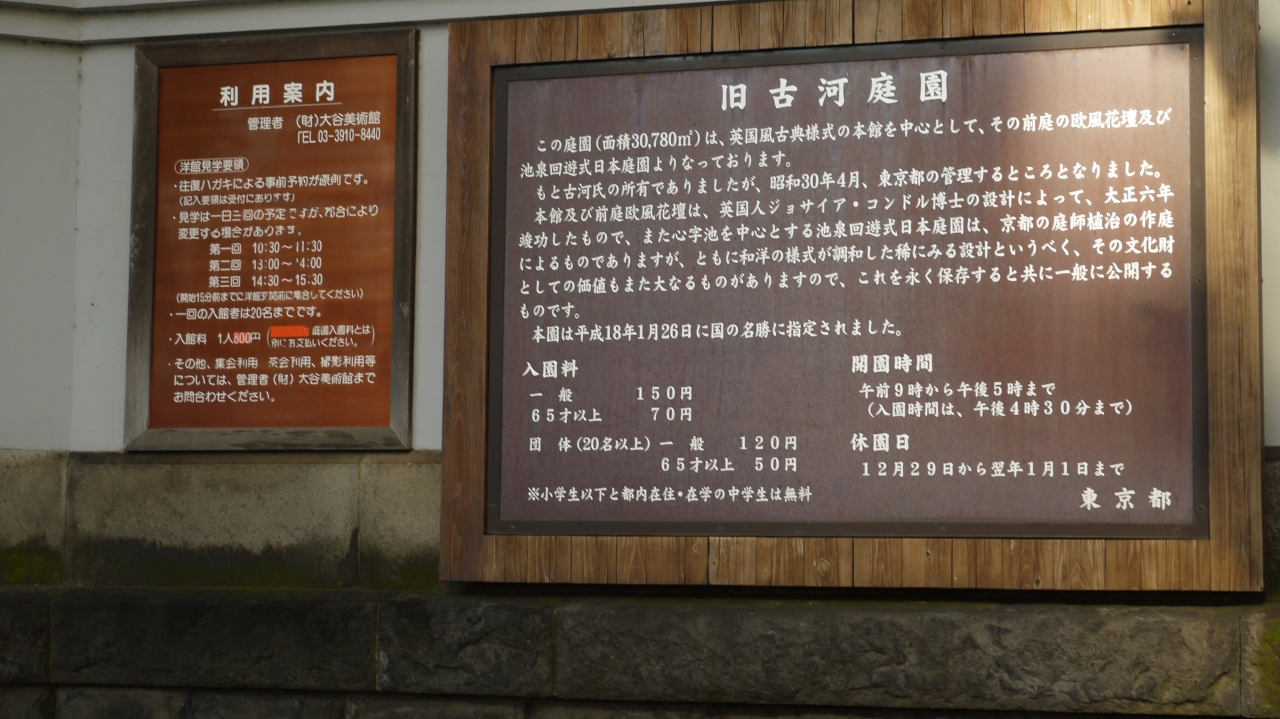 利用案内
管理者 (財)大谷美術館
TEL 03-3910-8440
洋館見学要領
・往復ハガキによる事前予約が原則です。
(記入要領は受付にあります)
・見学は一日三回の予定ですが、都合により
変更する場合があります。
第一回 10:30〜11:30
第二回 13:00〜14:00
第三回 14:30〜15:30
(開始15分前までに洋館玄関前に集合してください)
・一回の入館者は20名までです。
・入館料 1人800円 (庭園入園料とは
別にお支払いください。)
・その他、集会利用 茶会利用、撮影利用等
については、管理者(財)大谷美術館まで
お問合わせください。
旧古河庭園
この庭園(面積30,780㎡)は、英国風古典様式の本館を中心として、その前庭の欧風花壇及び
池泉回遊式日本庭園よりなっております。
もと古河氏の所有でありましたが、昭和30年4月、東京都の管理するところとなりました。
本館及び前庭欧風花壇は、英国人ジョサイア・コンドル博士の設計によって、大正六年
竣功したもので、また心字池を中心とする池泉回遊式日本庭園は、京都の庭師植治の作庭
によるものでありますが、ともに和洋の様式が調和した稀にみる設計というべく、その文化財
としての価値もまた大なるものがありますので、これを永く保存すると共に一般に公開する
ものです。
本園は平成18年1月26日に国の名勝に指定されました。
入園料
一般 150円
65才以上 70円
団体(20名以上) 一般 120円
65才以上 50円
※小学生以下と都内在住・在学の中学生は無料
開園時間
午前9時から午後5時まで
(入園時間は、午後4時30分まで)
休園日
12月29日から翌年1月1日まで
東京都